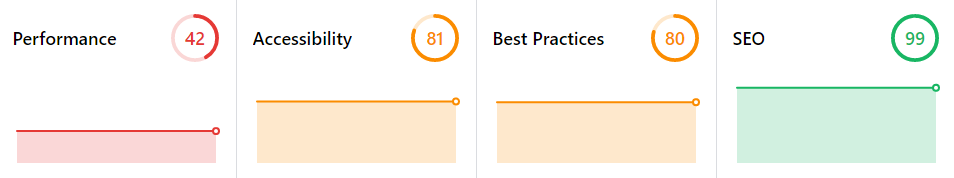 Performance 42
Accessibility 81
Best Practices 80
SEO 99